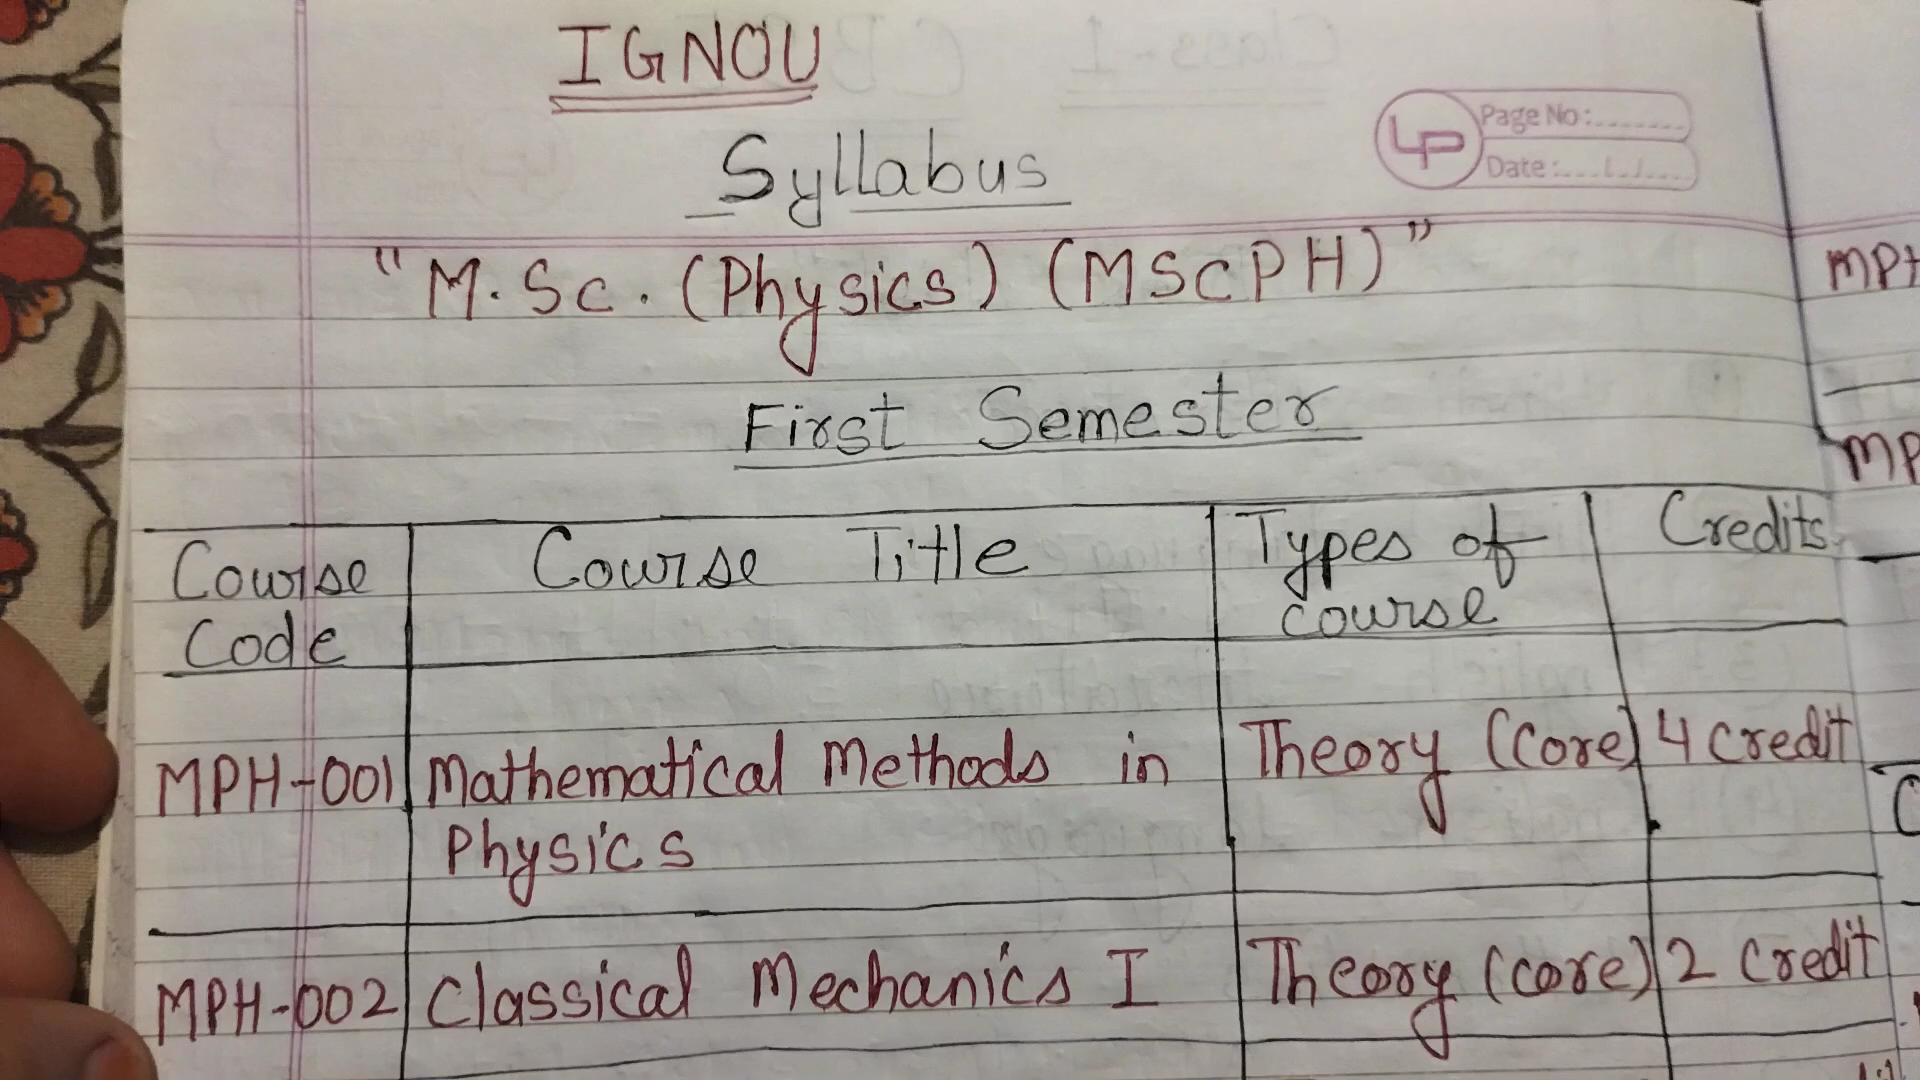 IGNOU
Syllabus
LP Page No:
Date:
"M.Sc. (Physics) (MSCPH)"
First Semester
Course Code Course Title Types of course Credits
MPH-001 Mathematical Methods in Physics Theory (core) 4 credit
MPH-002 Classical Mechanics I Theory (core) 2 Credit